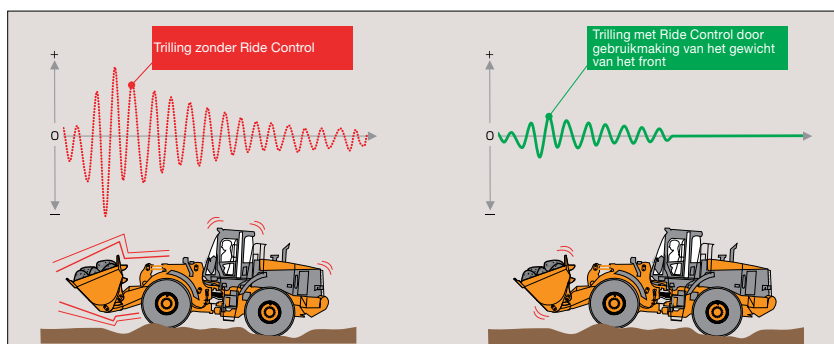 +
Trilling zonder Ride Control
0
–
+
Trilling met Ride Control door
gebruikmaking van het gewicht
van het front
0
–